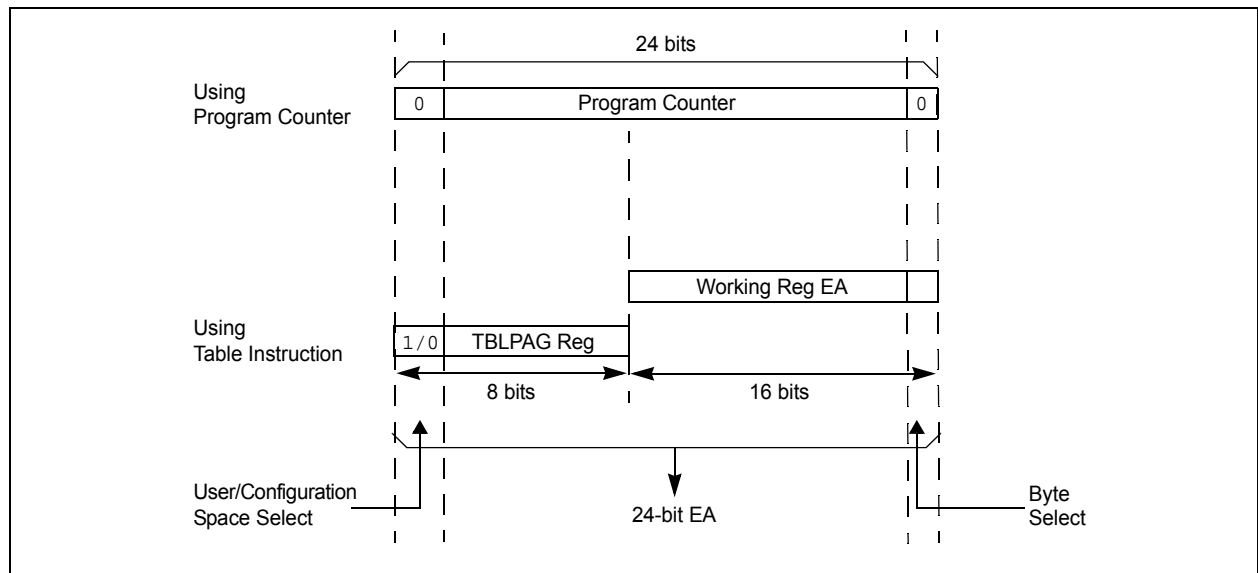 24 bits
Using
Program Counter
0
Program Counter
0
Working Reg EA
Using
Table Instruction
1/0
TBLPAG Reg
8 bits
16 bits
User/Configuration
Space Select
24-bit EA
Byte
Select